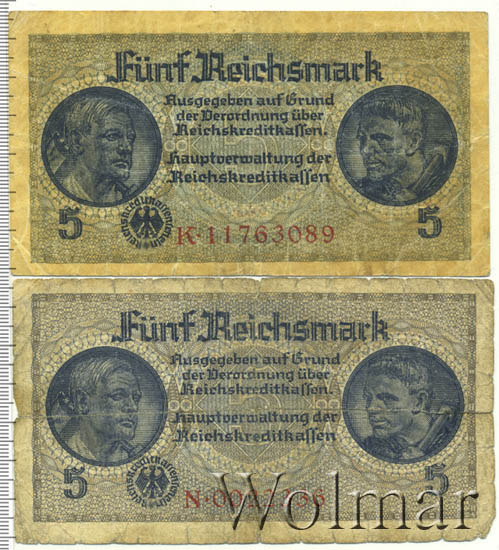 Fünf Reichsmark
Ausgegeben auf Grund
der Verordnung über
Reichskreditkassen.
Hauptverwaltung der
Reichskreditkassen
5
5
K·11763089
Fünf Reichsmark
Ausgegeben auf Grund
der Verordnung über
Reichskreditkassen.
Hauptverwaltung der
Reichskreditkassen
5
5
Wolmar